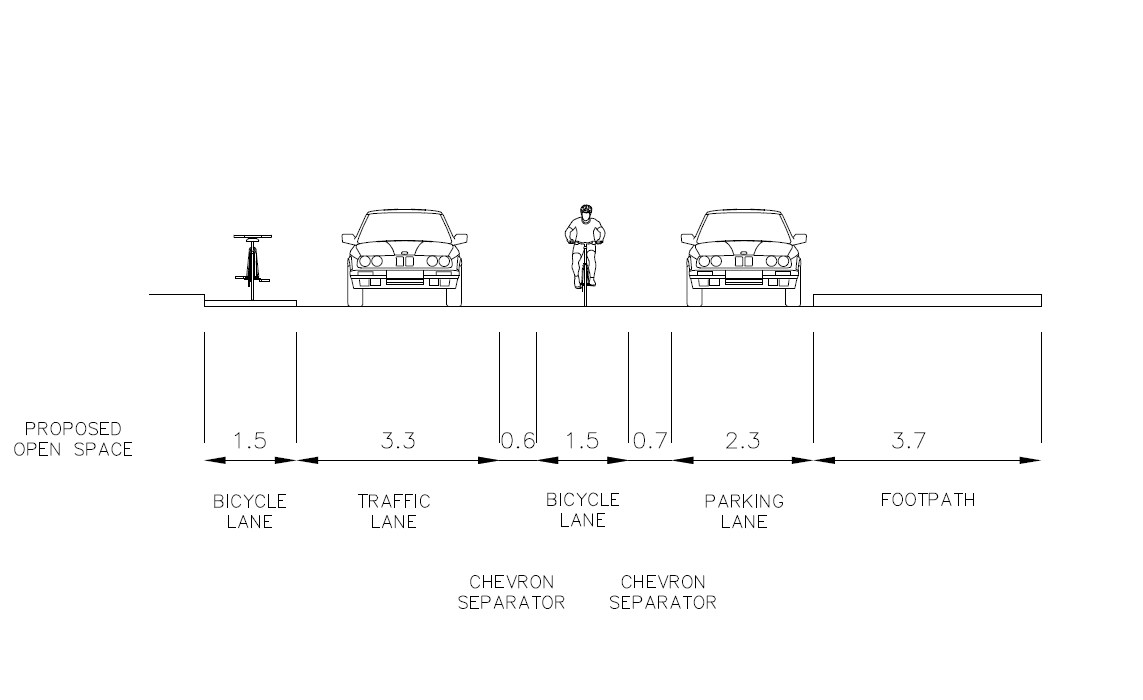 PROPOSED
OPEN SPACE
1.5
3.3
0.6
1.5
0.7
2.3
3.7
BICYCLE
LANE
TRAFFIC
LANE
BICYCLE
LANE
PARKING
LANE
FOOTPATH
CHEVRON
SEPARATOR
CHEVRON
SEPARATOR